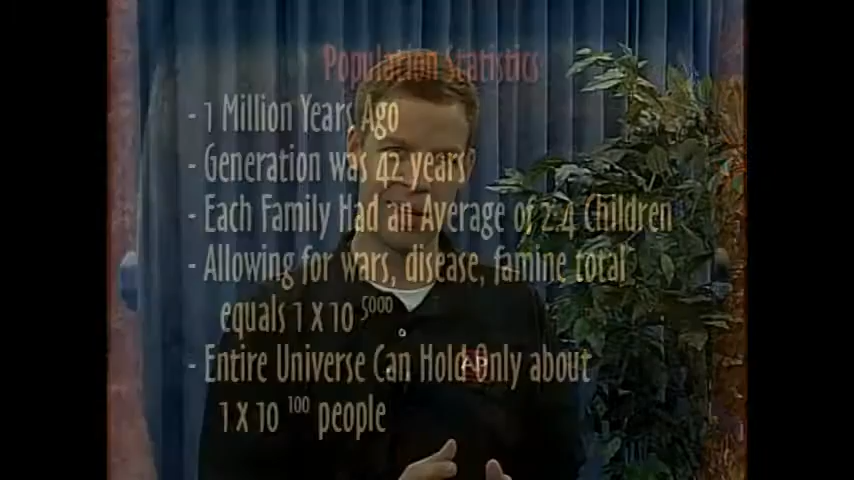 Population Statistics
- 1 Million Years Ago
- Generation was 42 years
- Each Family Had an Average of 2.4 Children
- Allowing for wars, disease, famine total
equals 1 X 10 5000
- Entire Universe Can Hold Only about
1 X 10 100 people
AP